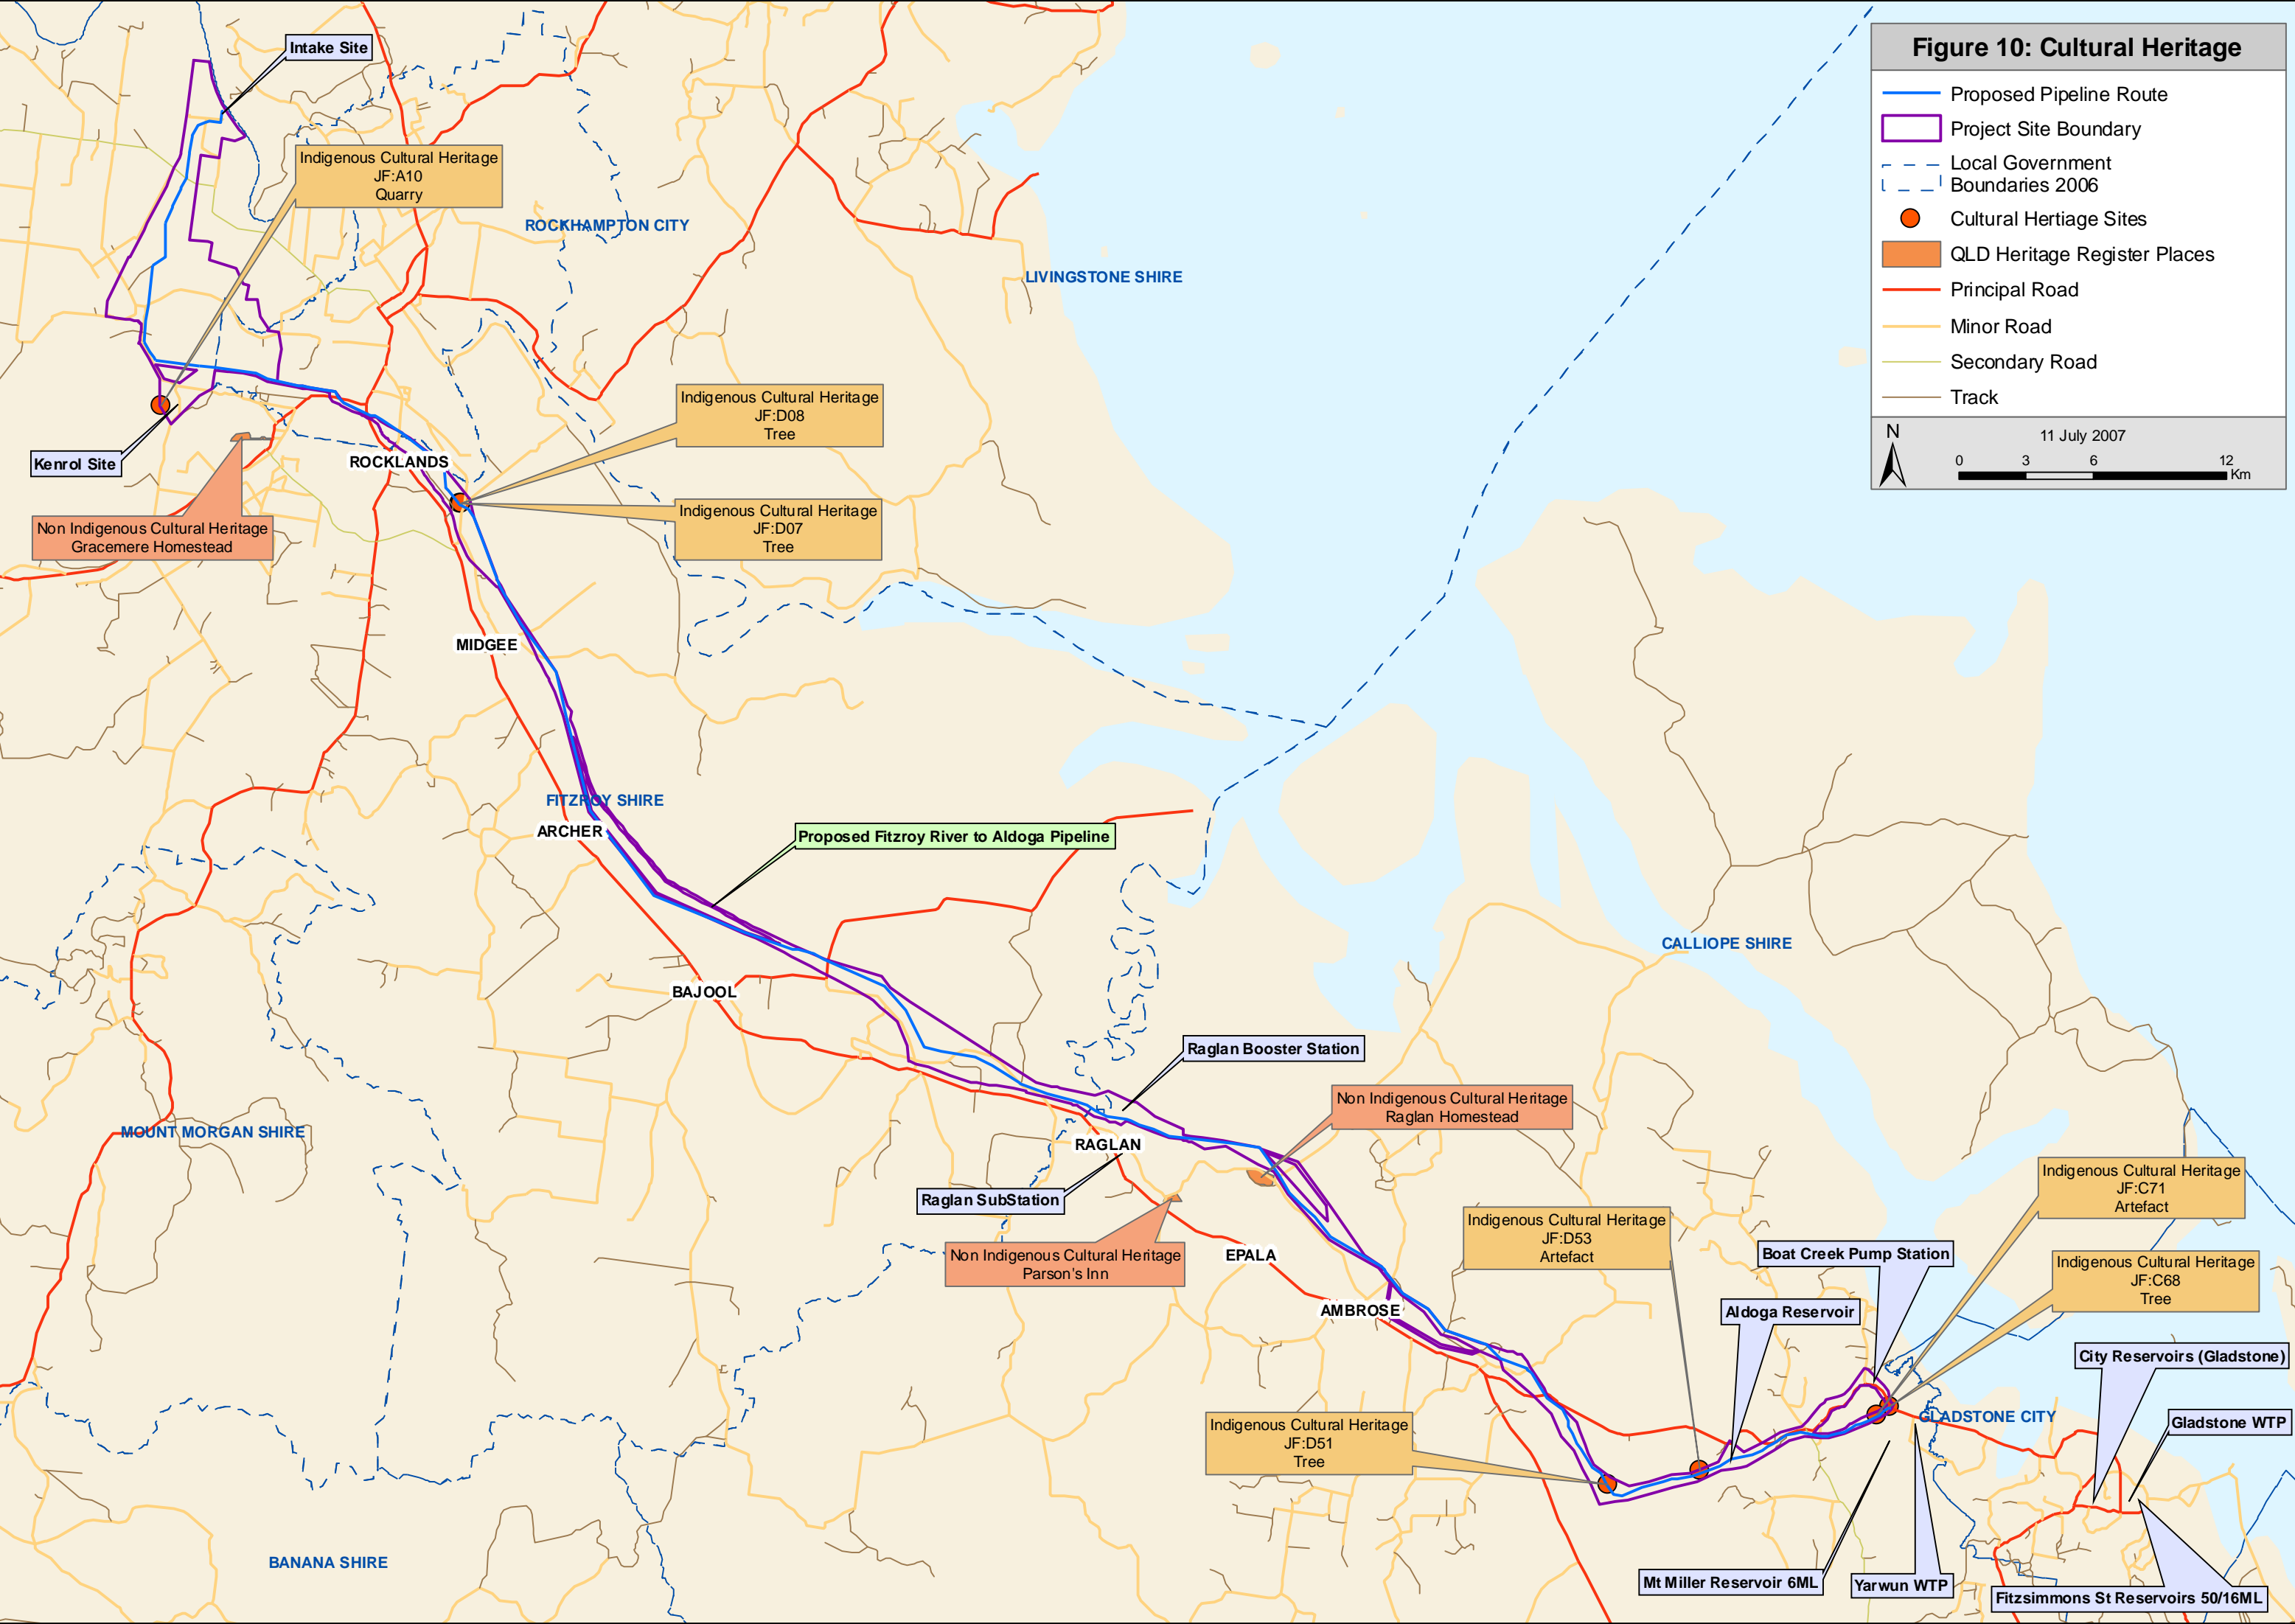 Figure 10: Cultural Heritage
Proposed Pipeline Route
Project Site Boundary
Local Government
Boundaries 2006
Cultural Hertiage Sites
QLD Heritage Register Places
Principal Road
Minor Road
Secondary Road
Track
N
11 July 2007
0 3 6 12
Km
Intake Site
Indigenous Cultural Heritage
JF:A10
Quarry
ROCKHAMPTON CITY
LIVINGSTONE SHIRE
Indigenous Cultural Heritage
JF:D08
Tree
Kenrol Site
ROCKLANDS
Indigenous Cultural Heritage
JF:D07
Tree
Non Indigenous Cultural Heritage
Gracemere Homestead
MIDGEE
FITZROY SHIRE
ARCHER
Proposed Fitzroy River to Aldoga Pipeline
CALLIOPE SHIRE
BAJOOL
Raglan Booster Station
Non Indigenous Cultural Heritage
Raglan Homestead
MOUNT MORGAN SHIRE
RAGLAN
Raglan SubStation
Indigenous Cultural Heritage
JF:C71
Artefact
Indigenous Cultural Heritage
JF:D53
Artefact
Non Indigenous Cultural Heritage
Parson's Inn
EPALA
Boat Creek Pump Station
Indigenous Cultural Heritage
JF:C68
Tree
AMBROSE
Aldoga Reservoir
City Reservoirs (Gladstone)
GLADSTONE CITY
Gladstone WTP
Indigenous Cultural Heritage
JF:D51
Tree
BANANA SHIRE
Mt Miller Reservoir 6ML
Yarwun WTP
Fitzsimmons St Reservoirs 50/16ML